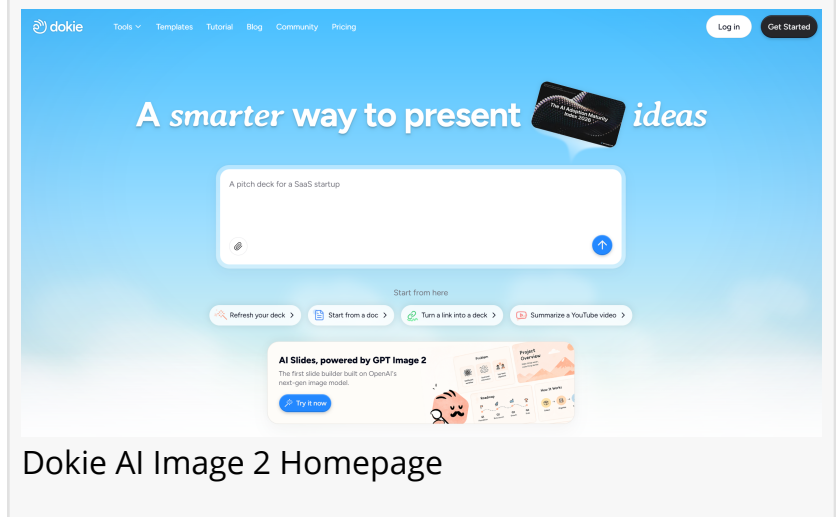 dokie
Tools Templates Tutorial Blog Community Pricing
Log in
Get Started
A smarter way to present ideas
The AI Adoption Maturity
Index 2026
A pitch deck for a SaaS startup
Start from here
Refresh your deck
Start from a doc
Turn a link into a deck
Summarize a YouTube video
AI Slides, powered by GPT Image 2
The first slide builder built on OpenAI's
next-gen image model.
Try it now
Problem
Project
Overview
Roadmap
How It Works
Dokie AI Image 2 Homepage